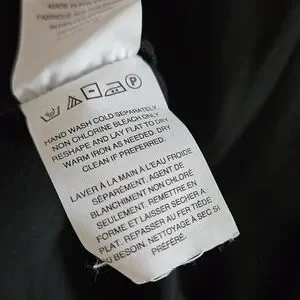 MADE IN
HAND WASH COLD SEPARATELY.
NON CHLORINE BLEACH ONLY
RESHAPE AND LAY FLAT TO DRY.
WARM IRON AS NEEDED. DRY
CLEAN IF PREFERRED.
LAVER À LA MAIN À L'EAU FROIDE
SÉPARÉMENT. AGENT DE
BLANCHIMENT NON CHLORÉ
SEULEMENT. REMETTRE EN
FORME ET LAISSER SÉCHER À
PLAT. REPASSER AU FER TIÈDE
AU BESOIN. NETTOYAGE À SEC SI
PRÉFÉRÉ.